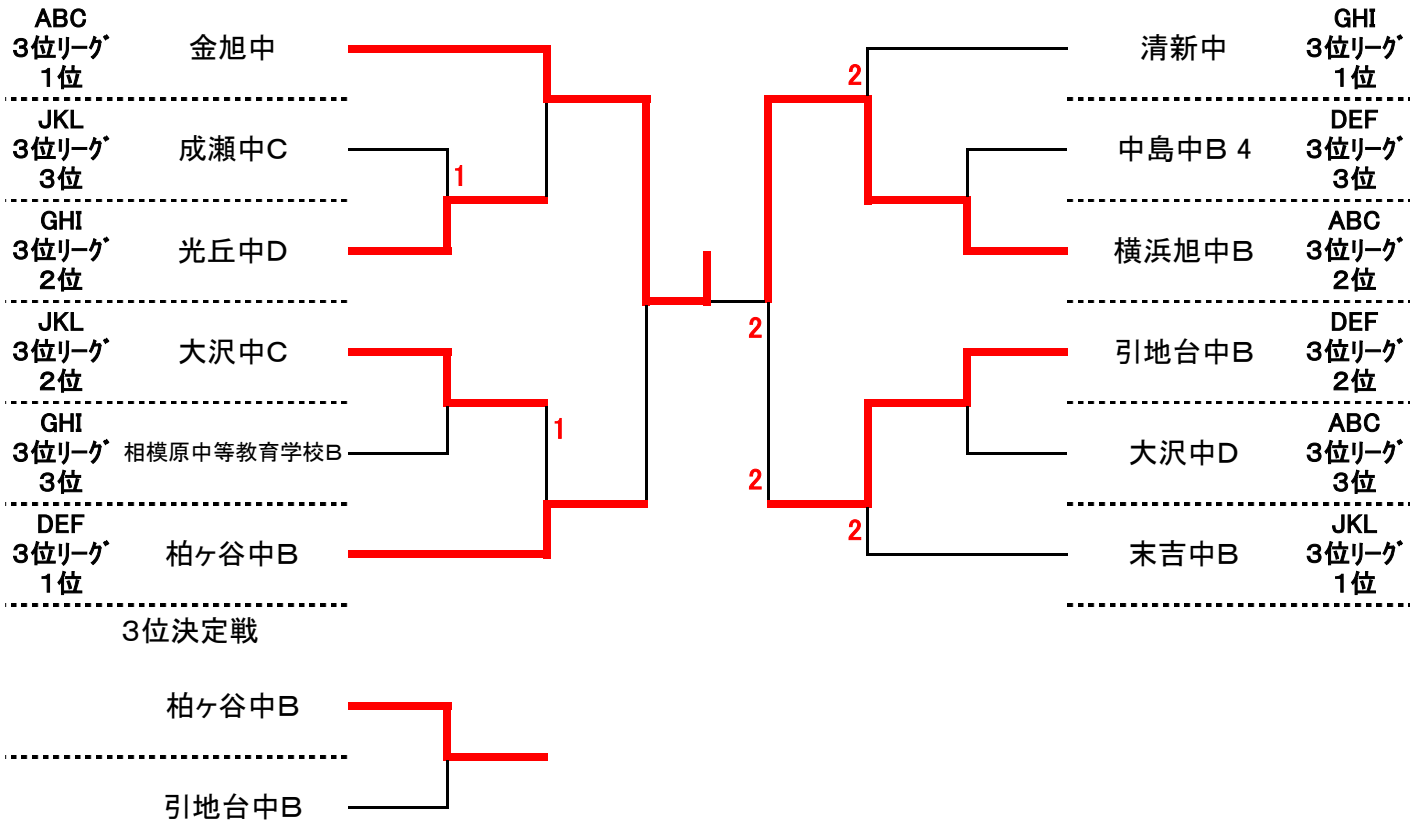 ABC
3位リーグ
1位
金旭中
JKL
3位リーグ
3位
成瀬中C
1
GHI
3位リーグ
2位
光丘中D
JKL
3位リーグ
2位
大沢中C
1
GHI
3位リーグ
3位
相模原中等教育学校B
DEF
3位リーグ
1位
柏ヶ谷中B
2
清新中
GHI
3位リーグ
1位
中島中B 4
DEF
3位リーグ
3位
横浜旭中B
ABC
3位リーグ
2位
2
引地台中B
DEF
3位リーグ
2位
大沢中D
ABC
3位リーグ
3位
2
2
末吉中B
JKL
3位リーグ
1位
3位決定戦
柏ヶ谷中B
引地台中B